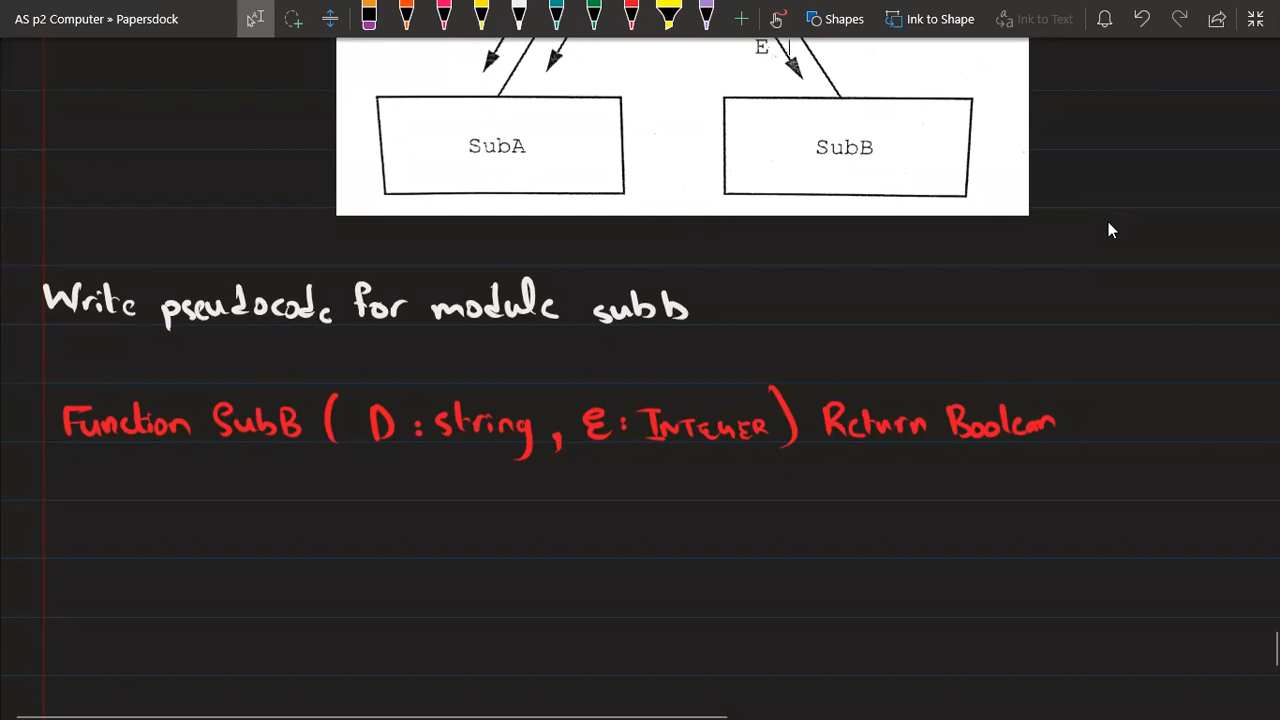 AS p2 Computer » Papersdock
Shapes
Ink to Shape
Ink to Text
E
SubA
SubB
Write pseudocode for module subb
Function SubB ( D : string , E : INTEGER ) Return Boolean